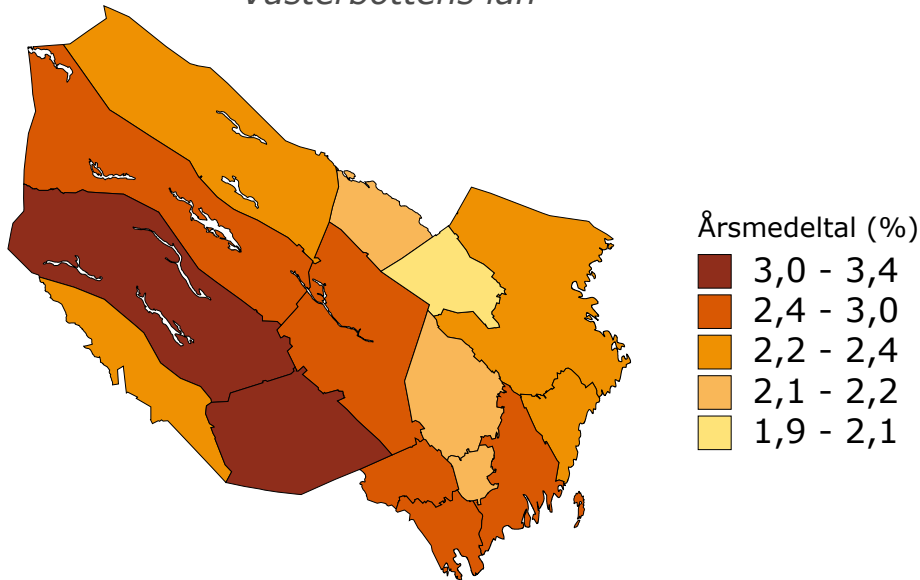 Västerbottens län
Årsmedeltal (%)
3,0 - 3,4
2,4 - 3,0
2,2 - 2,4
2,1 - 2,2
1,9 - 2,1